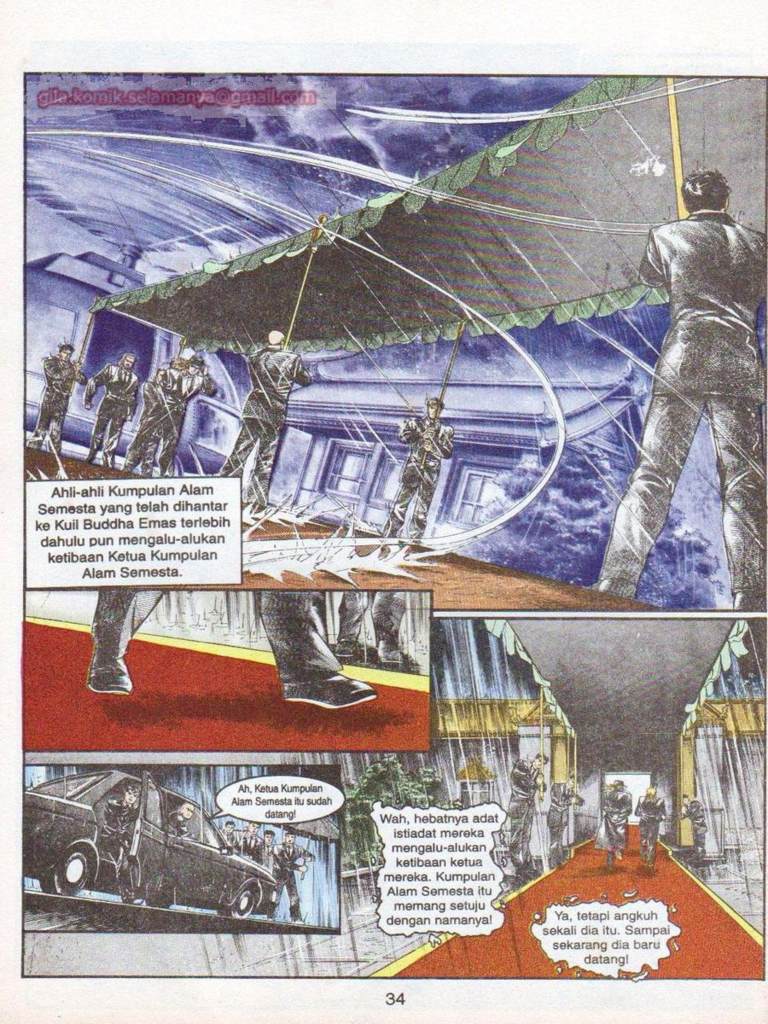 gila.komik.selamanya@gmail.com
Ahli-ahli Kumpulan Alam
Semesta yang telah dihantar
ke Kuil Buddha Emas terlebih
dahulu pun mengalu-alukan
ketibaan Ketua Kumpulan
Alam Semesta.
Ah, Ketua Kumpulan
Alam Semesta itu sudah
datang!
Wah, hebatnya adat
istiadat mereka
mengalu-alukan
ketibaan ketua
mereka. Kumpulan
Alam Semesta itu
memang setuju
dengan namanya!
Ya, tetapi angkuh
sekali dia itu. Sampai
sekarang dia baru
datang!
34